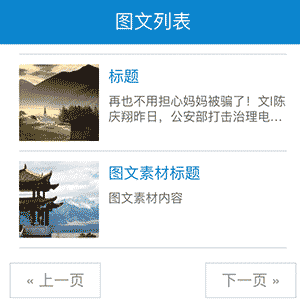 图文列表
标题
再也不用担心妈妈被骗了！文|陈
庆翔昨日，公安部打击治理电...
图文素材标题
图文素材内容
« 上一页
下一页 »